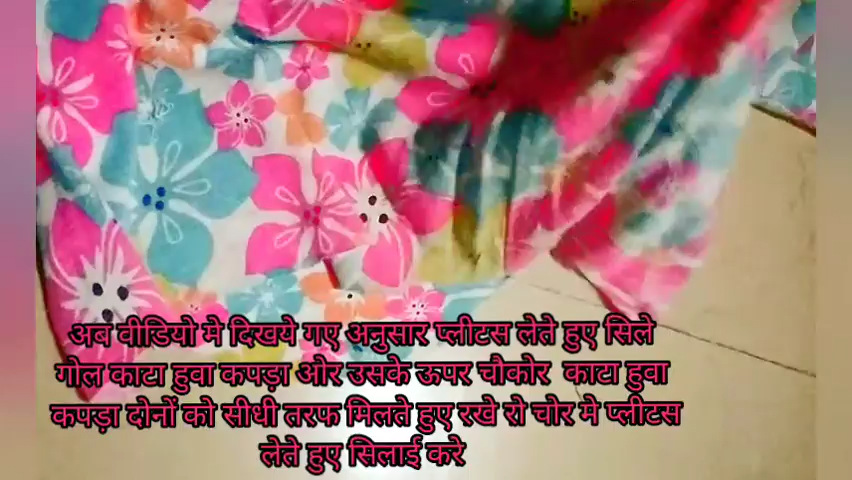 अब वीडियो मे दिखये गए अनुसार प्लीटस लेते हुए सिले
गोल काटा हुवा कपड़ा ओर उसके ऊपर चौकोर काटा हुवा
कपड़ा दोनों को सीधी तरफ मिलते हुए रखे रो चोर मे प्लीटस
लेते हुए सिलाई करे